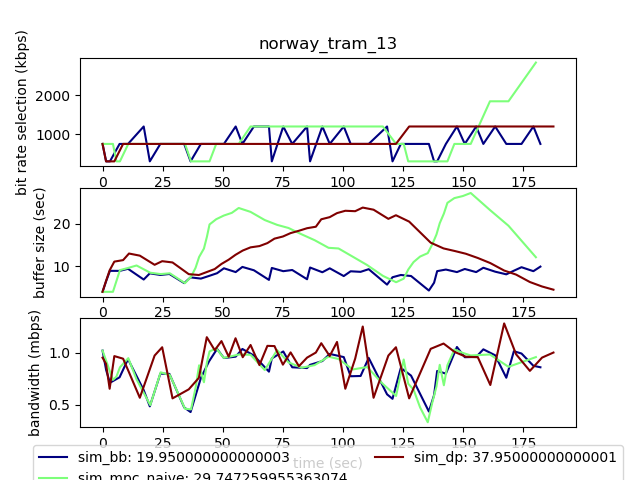 norway_tram_13
bit rate selection (kbps)
2000
1000
0 25 50 75 100 125 150 175
buffer size (sec)
20
10
0 25 50 75 100 125 150 175
bandwidth (mbps)
1.0
0.5
0 25 50 75 100 125 150 175
time (sec)
sim_bb: 19.950000000000003
sim_dp: 37.95000000000001
sim_mpc_naive: 29.747259955363074